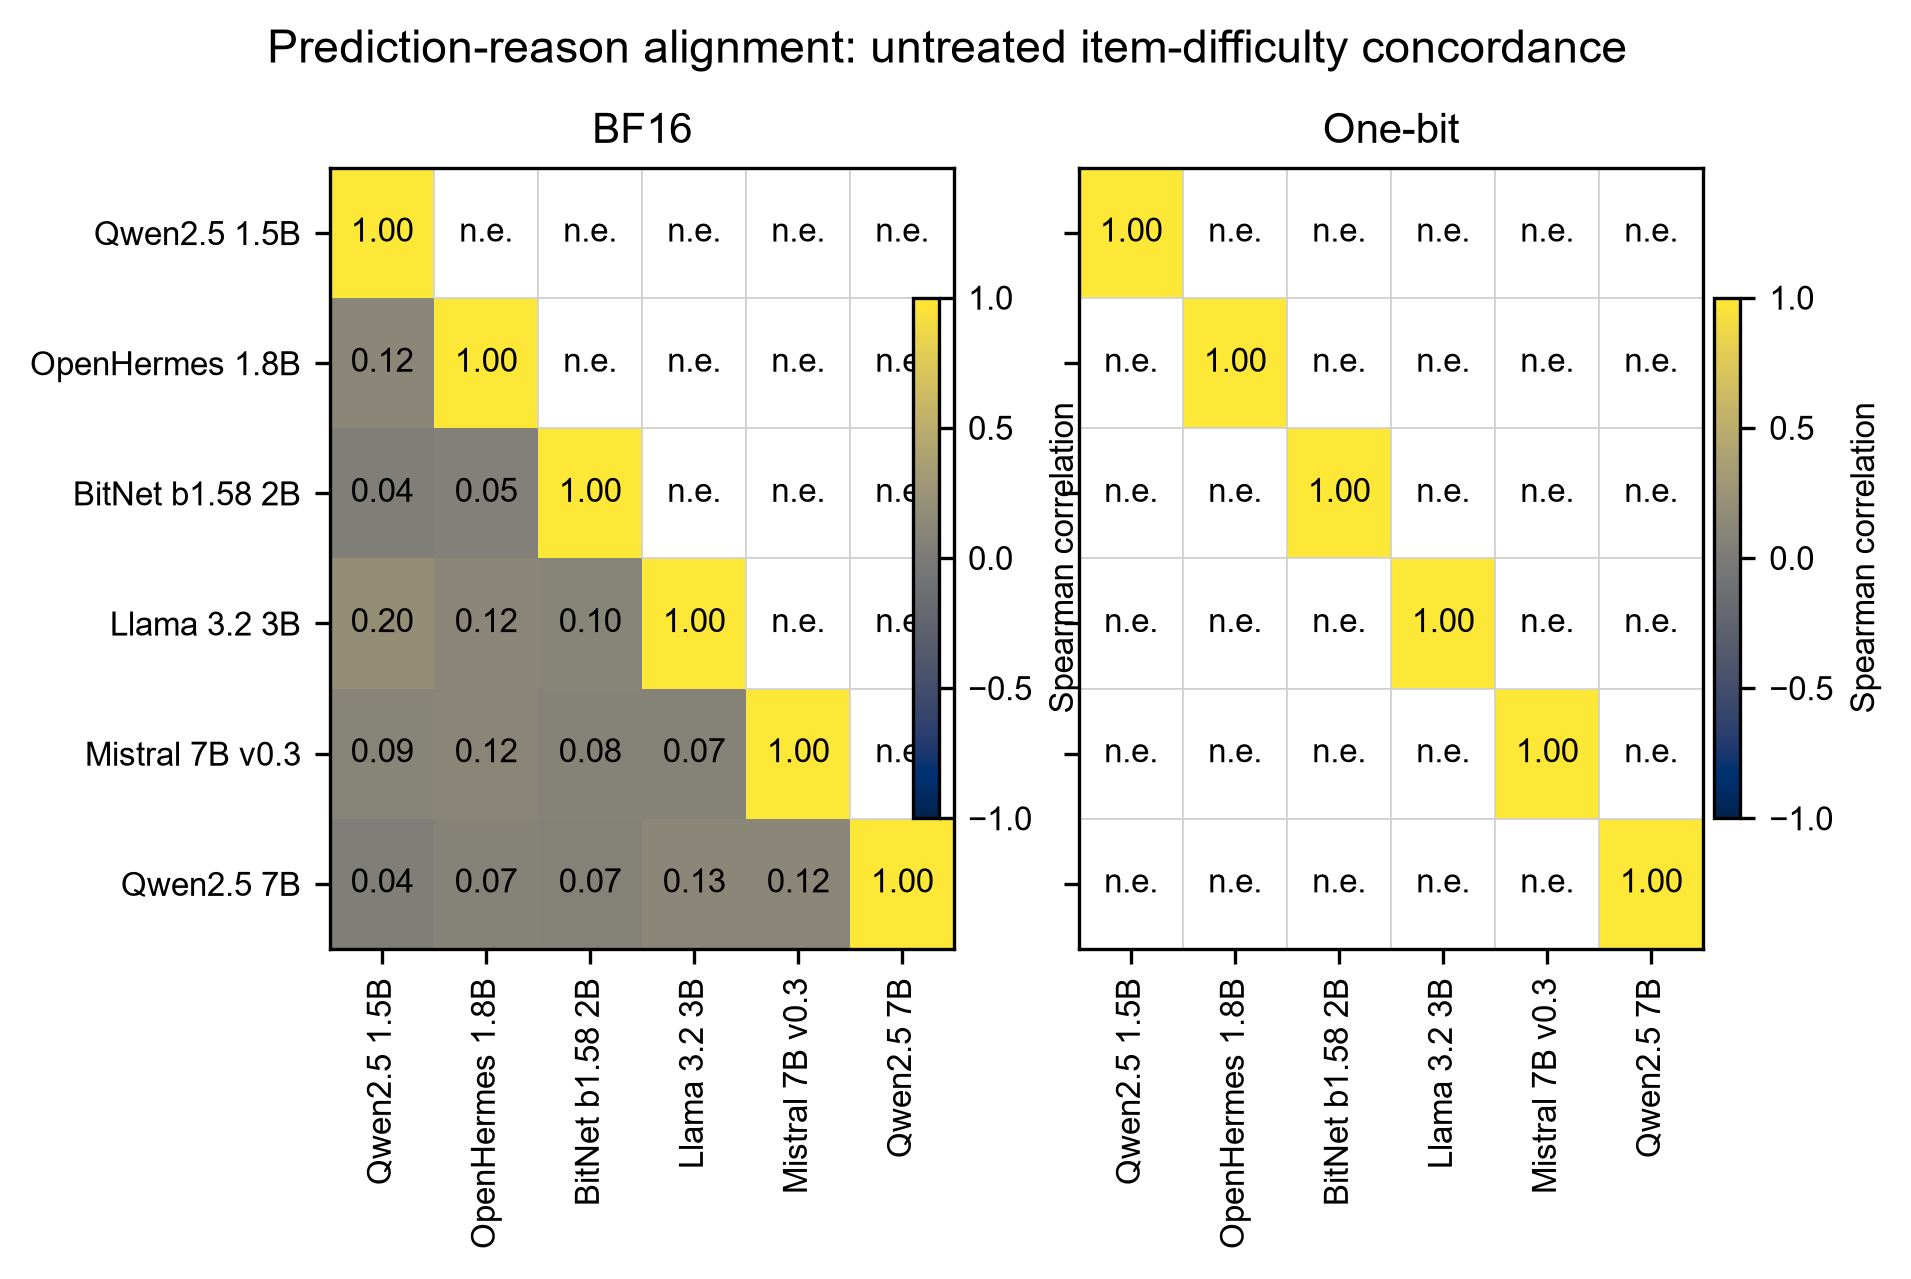 Prediction-reason alignment: untreated item-difficulty concordance
BF16
One-bit
Qwen2.5 1.5B 1.00 n.e. n.e. n.e. n.e. n.e.
OpenHermes 1.8B 0.12 1.00 n.e. n.e. n.e. n.e
BitNet b1.58 2B 0.04 0.05 1.00 n.e. n.e. n.e
Llama 3.2 3B 0.20 0.12 0.10 1.00 n.e. n.e
Mistral 7B v0.3 0.09 0.12 0.08 0.07 1.00 n.e
Qwen2.5 7B 0.04 0.07 0.07 0.13 0.12 1.00
Qwen2.5 1.5B
OpenHermes 1.8B
BitNet b1.58 2B
Llama 3.2 3B
Mistral 7B v0.3
Qwen2.5 7B
1.0
0.5
0.0
−0.5
−1.0
Spearman correlation
1.00 n.e. n.e. n.e. n.e. n.e.
n.e. 1.00 n.e. n.e. n.e. n.e.
n.e. n.e. 1.00 n.e. n.e. n.e.
n.e. n.e. n.e. 1.00 n.e. n.e.
n.e. n.e. n.e. n.e. 1.00 n.e.
n.e. n.e. n.e. n.e. n.e. 1.00
Qwen2.5 1.5B
OpenHermes 1.8B
BitNet b1.58 2B
Llama 3.2 3B
Mistral 7B v0.3
Qwen2.5 7B
1.0
0.5
0.0
−0.5
−1.0
Spearman correlation